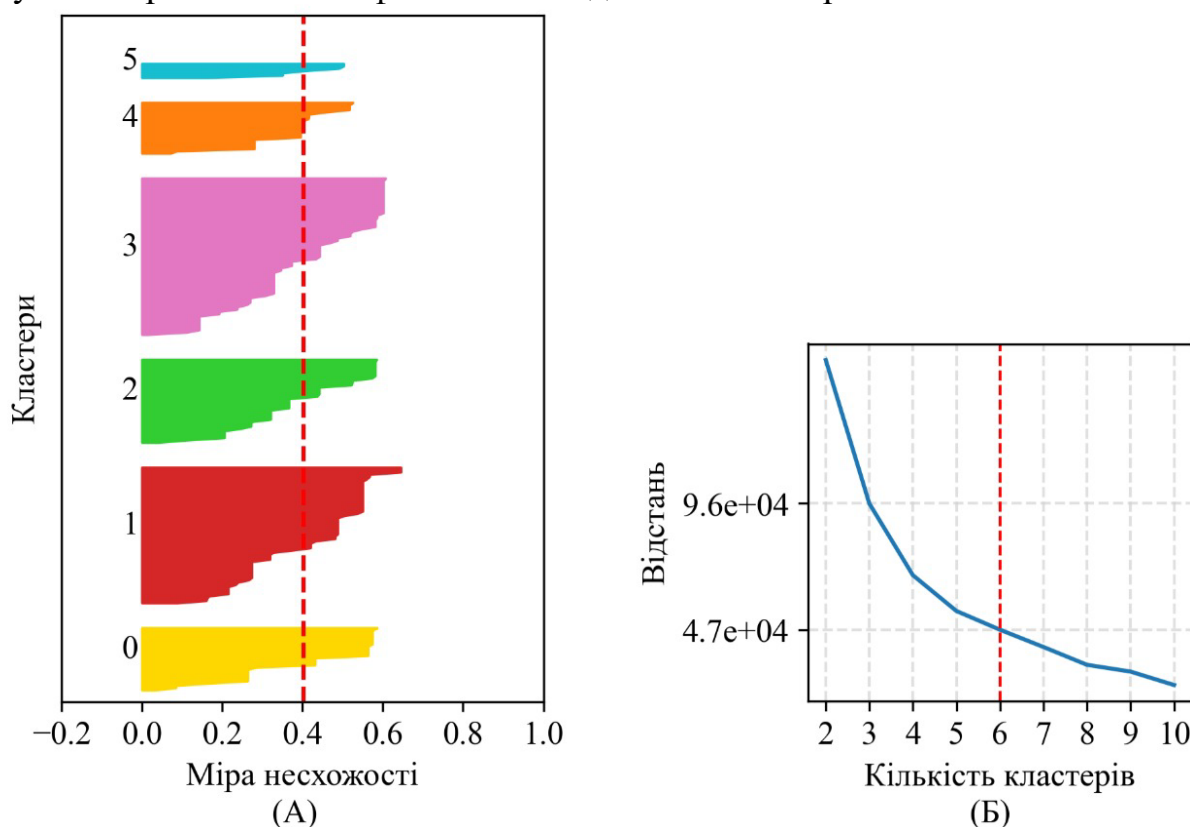 5
4
3
2
1
0
Кластери
−0.2 0.0 0.2 0.4 0.6 0.8 1.0
Міра несхожості
(А)
9.6e+04
4.7e+04
Відстань
2 3 4 5 6 7 8 9 10
Кількість кластерів
(Б)